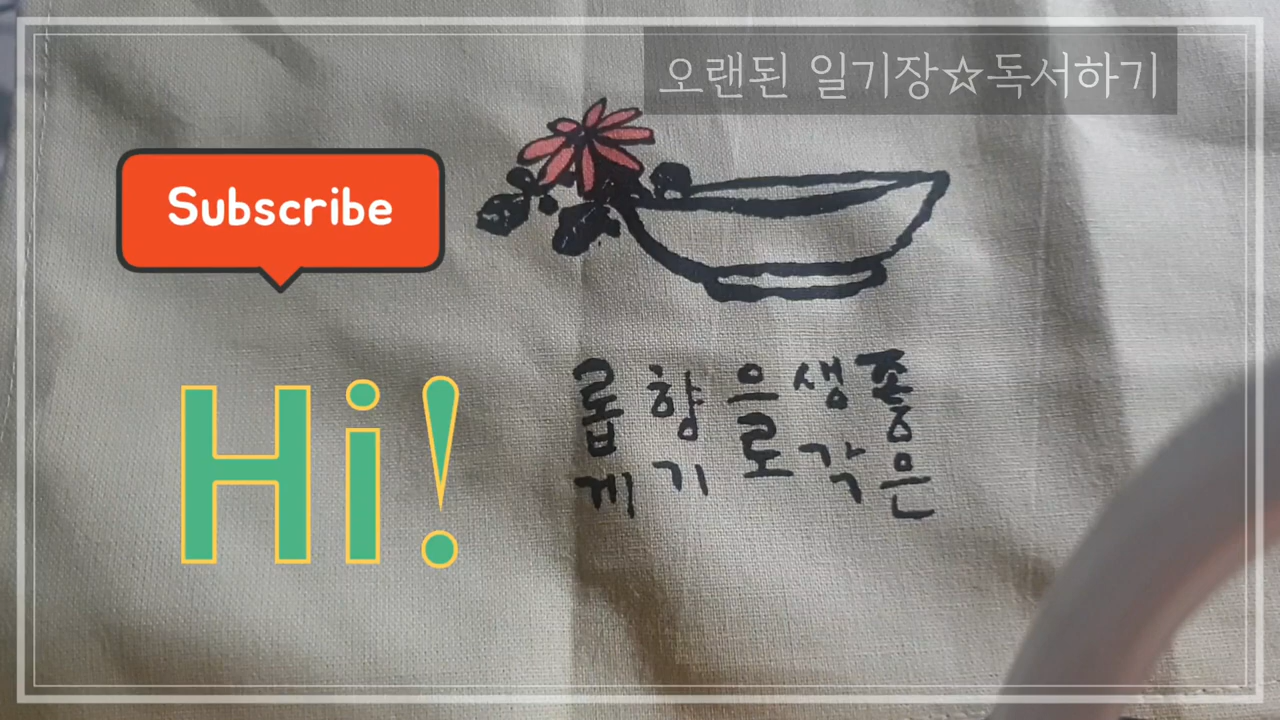 오랜된 일기장☆독서하기
Subscribe
Hi!
좋은
생각
으로
향기
롭게